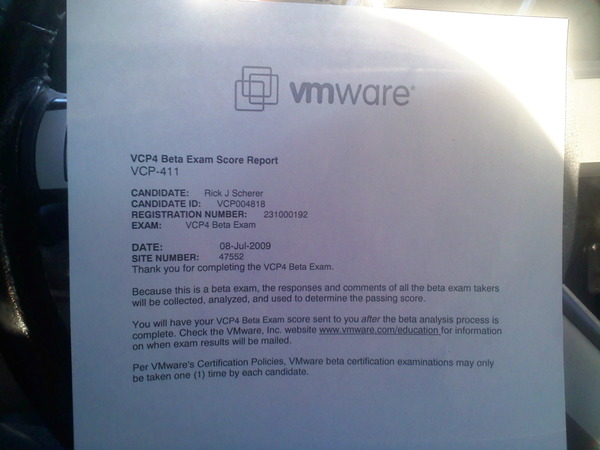 vmware®
VCP4 Beta Exam Score Report
VCP-411
CANDIDATE: Rick J Scherer
CANDIDATE ID: VCP004818
REGISTRATION NUMBER: 231000192
EXAM: VCP4 Beta Exam
DATE: 08-Jul-2009
SITE NUMBER: 47552
Thank you for completing the VCP4 Beta Exam.
Because this is a beta exam, the responses and comments of all the beta exam takers
will be collected, analyzed, and used to determine the passing score.
You will have your VCP4 Beta Exam score sent to you after the beta analysis process is
complete. Check the VMware, Inc. website www.vmware.com/education for information
on when exam results will be mailed.
Per VMware's Certification Policies, VMware beta certification examinations may only
be taken one (1) time by each candidate.